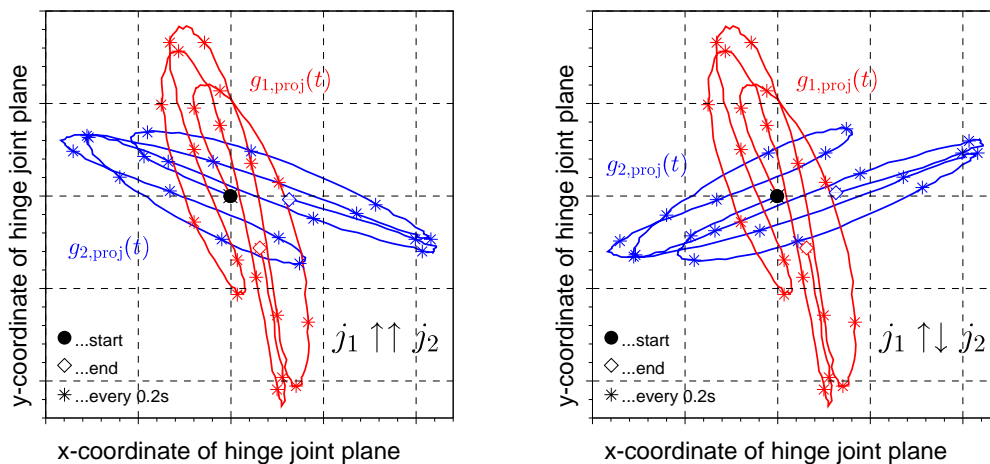 y-coordinate of hinge joint plane
g₁,proj(t)
g₂,proj(t)
●...start
◇...end
✳...every 0.2s
j₁ ↑↑ j₂
x-coordinate of hinge joint plane
y-coordinate of hinge joint plane
g₁,proj(t)
g₂,proj(t)
●...start
◇...end
✳...every 0.2s
j₁ ↑↓ j₂
x-coordinate of hinge joint plane